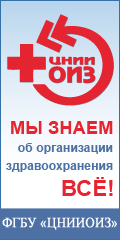 ЦНИИ
ОИЗ
МЫ ЗНАЕМ
об организации
здравоохранения
ВСЁ!
ФГБУ «ЦНИИОИЗ»